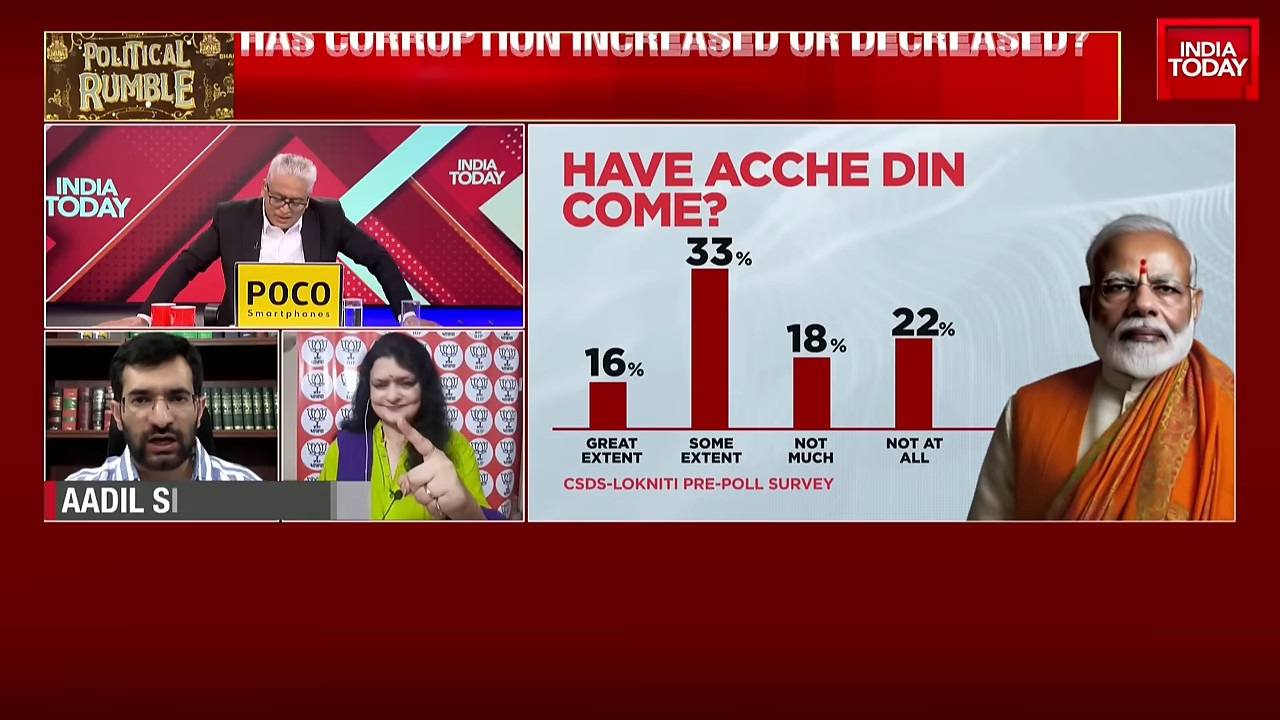 POLITICAL
RUMBLE
HAS CORRUPTION INCREASED OR DECREASED?
INDIA
TODAY
INDIA
TODAY
INDIA
TODAY
POCO
Smartphones
AADIL S
HAVE ACCHE DIN
COME?
16%
33%
18%
22%
GREAT
EXTENT
SOME
EXTENT
NOT
MUCH
NOT AT
ALL
CSDS-LOKNITI PRE-POLL SURVEY